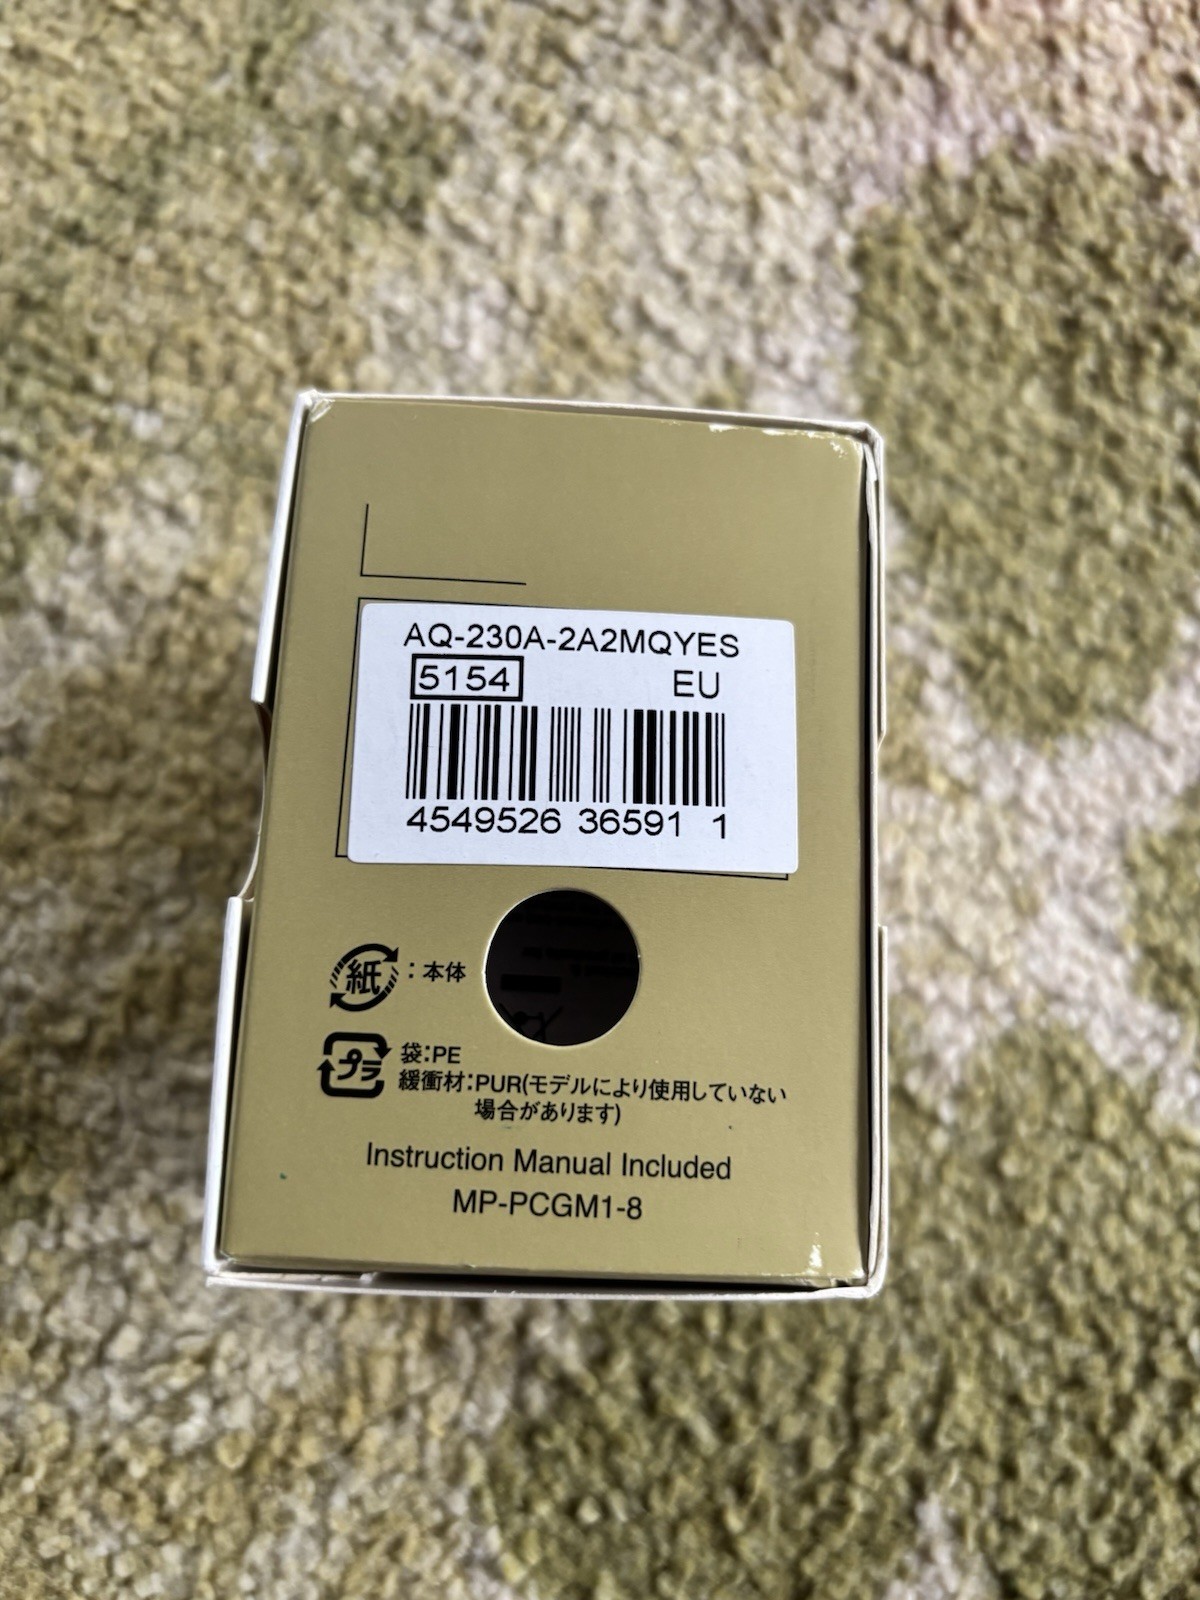 AQ-230A-2A2MQYES
5154 EU
4549526 36591 1
紙 : 本体
プラ 袋:PE
緩衝材:PUR(モデルにより使用していない
場合があります)
Instruction Manual Included
MP-PCGM1-8